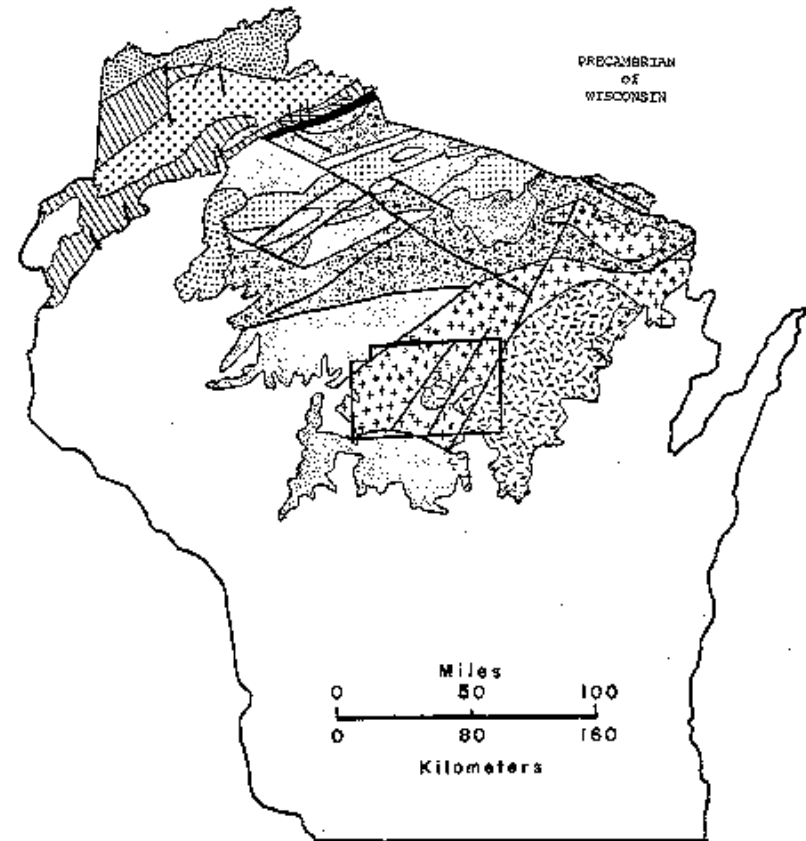 PRECAMBRIAN
of
WISCONSIN
Miles
0 50 100
0 80 160
Kilometers